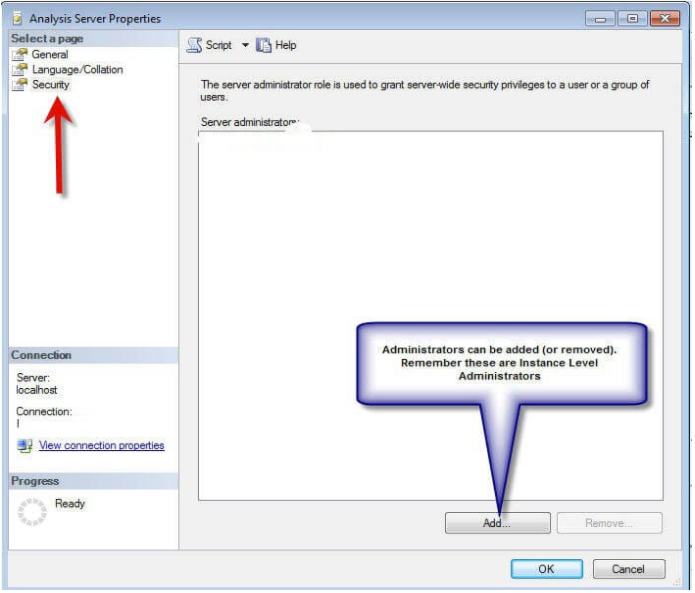 Analysis Server Properties
Select a page
General
Language/Collation
Security
Script
Help
The server administrator role is used to grant server-wide security privileges to a user or a group of
users.
Server administrators:
Administrators can be added (or removed).
Remember these are Instance Level
Administrators
Connection
Server:
localhost
Connection:
View connection properties
Progress
Ready
Add...
Remove...
OK
Cancel